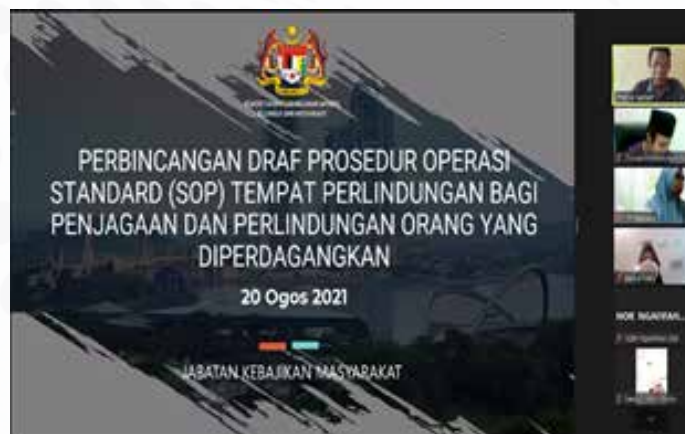 PERBINCANGAN DRAF PROSEDUR OPERASI
STANDARD (SOP) TEMPAT PERLINDUNGAN BAGI
PENJAGAAN DAN PERLINDUNGAN ORANG YANG
DIPERDAGANGKAN
20 Ogos 2021
JABATAN KEBAJIKAN MASYARAKAT